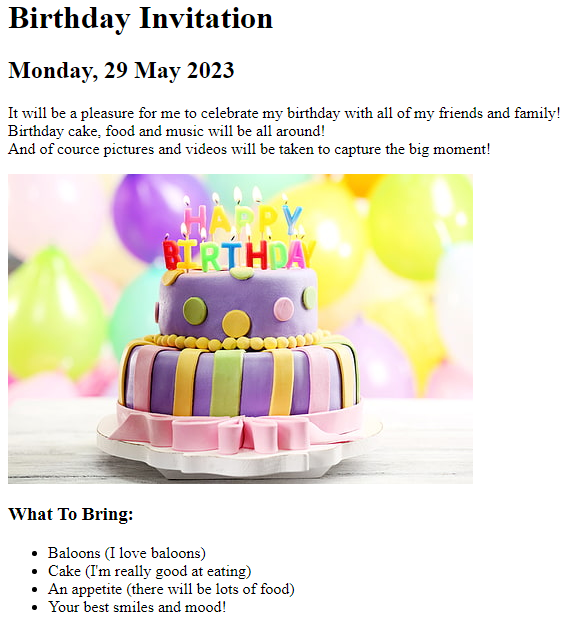 Birthday Invitation
Monday, 29 May 2023
It will be a pleasure for me to celebrate my birthday with all of my friends and family!
Birthday cake, food and music will be all around!
And of cource pictures and videos will be taken to capture the big moment!
HAPPY
BIRTHDAY
What To Bring:
Baloons (I love baloons)
Cake (I'm really good at eating)
An appetite (there will be lots of food)
Your best smiles and mood!